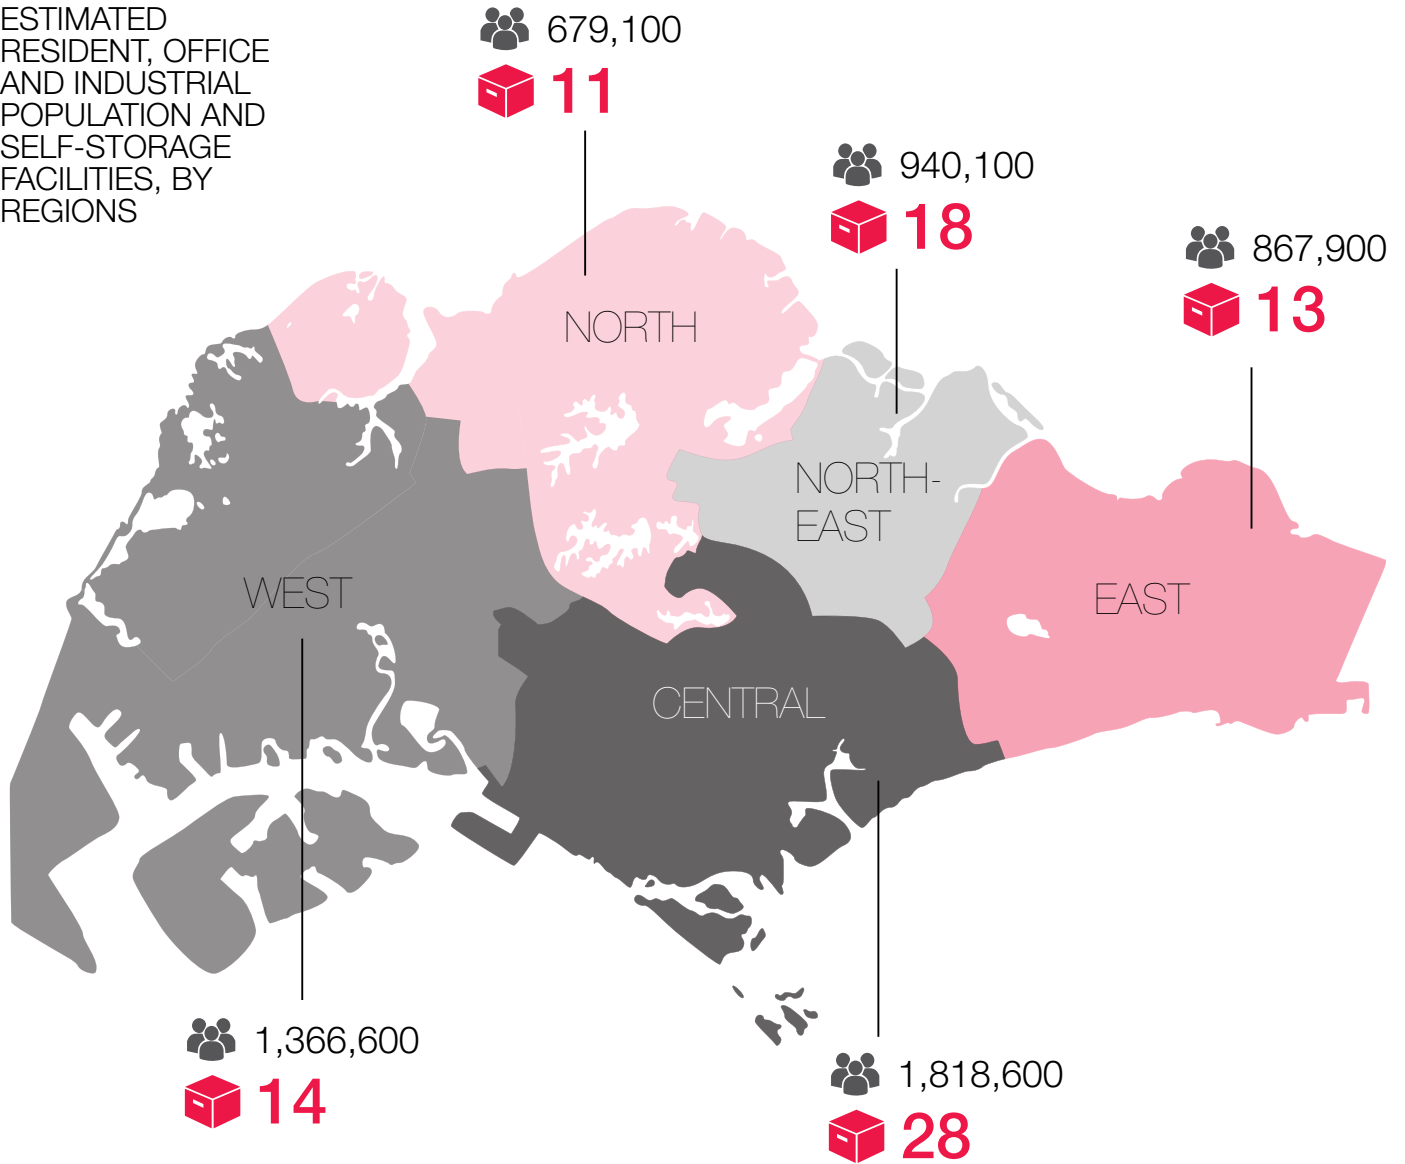 ESTIMATED
RESIDENT, OFFICE
AND INDUSTRIAL
POPULATION AND
SELF-STORAGE
FACILITIES, BY
REGIONS
679,100
11
940,100
18
867,900
13
NORTH
NORTH-
EAST
WEST
EAST
CENTRAL
1,366,600
14
1,818,600
28